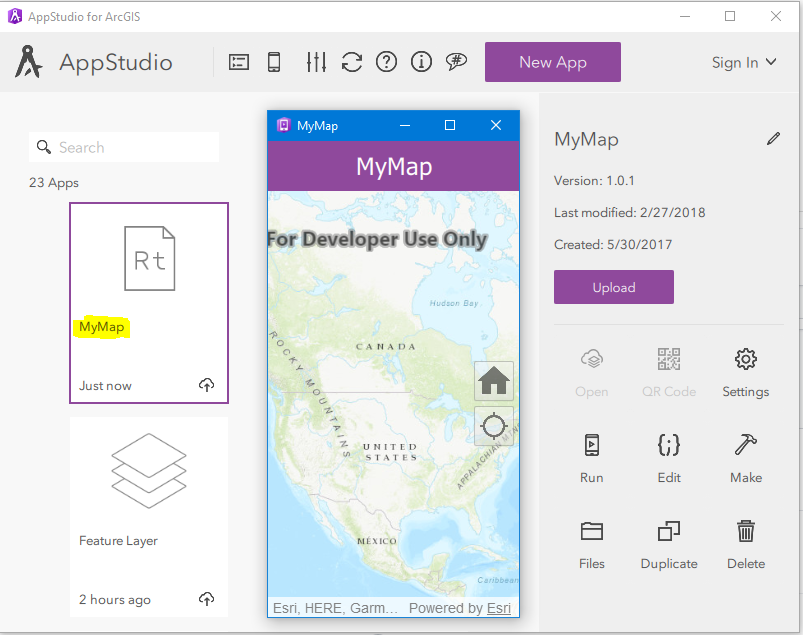 AppStudio for ArcGIS
AppStudio
New App
Sign In
Search
23 Apps
Rt
MyMap
Just now
Feature Layer
2 hours ago
MyMap
MyMap
For Developer Use Only
Hudson Bay
CANADA
ROCKY MOUNTAINS
UNITED
STATES
APPALACHIAN
MÉXICO
Caribbean
Esri, HERE, Garm... Powered by Esri
MyMap
Version: 1.0.1
Last modified: 2/27/2018
Created: 5/30/2017
Upload
Open QR Code Settings
Run Edit Make
Files Duplicate Delete